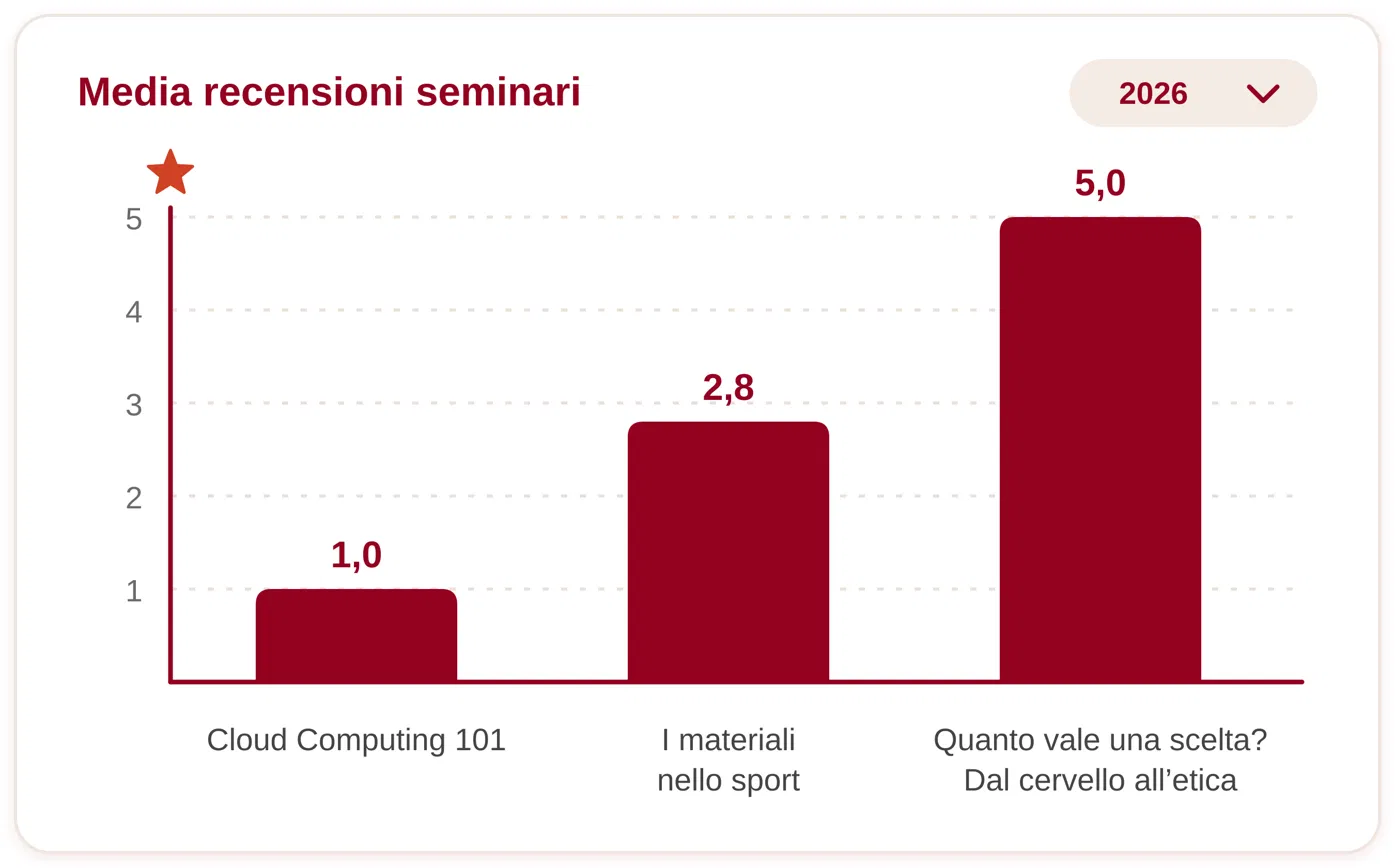 Media recensioni seminari
2026
5,0
5
4
3
2,8
2
1,0
1
Cloud Computing 101
I materiali
nello sport
Quanto vale una scelta?
Dal cervello all’etica